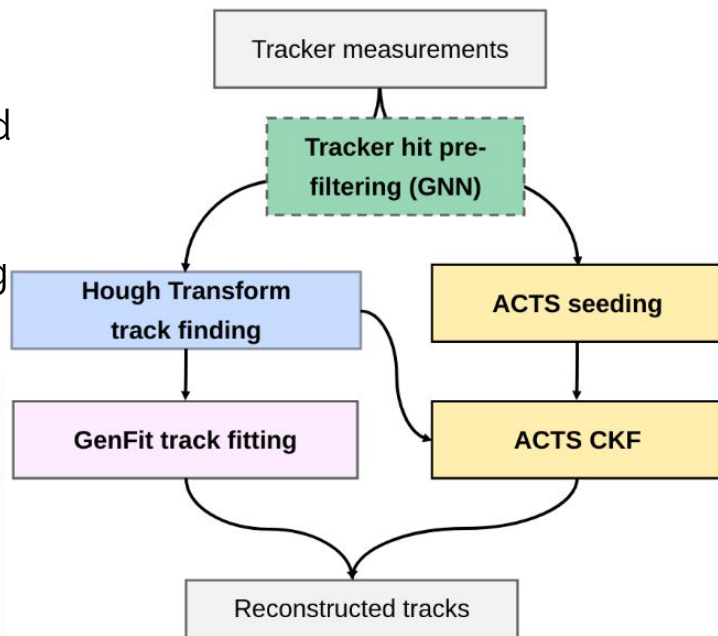 Tracker measurements
d
Tracker hit pre-
filtering (GNN)
g
Hough Transform
track finding
ACTS seeding
GenFit track fitting
ACTS CKF
Reconstructed tracks